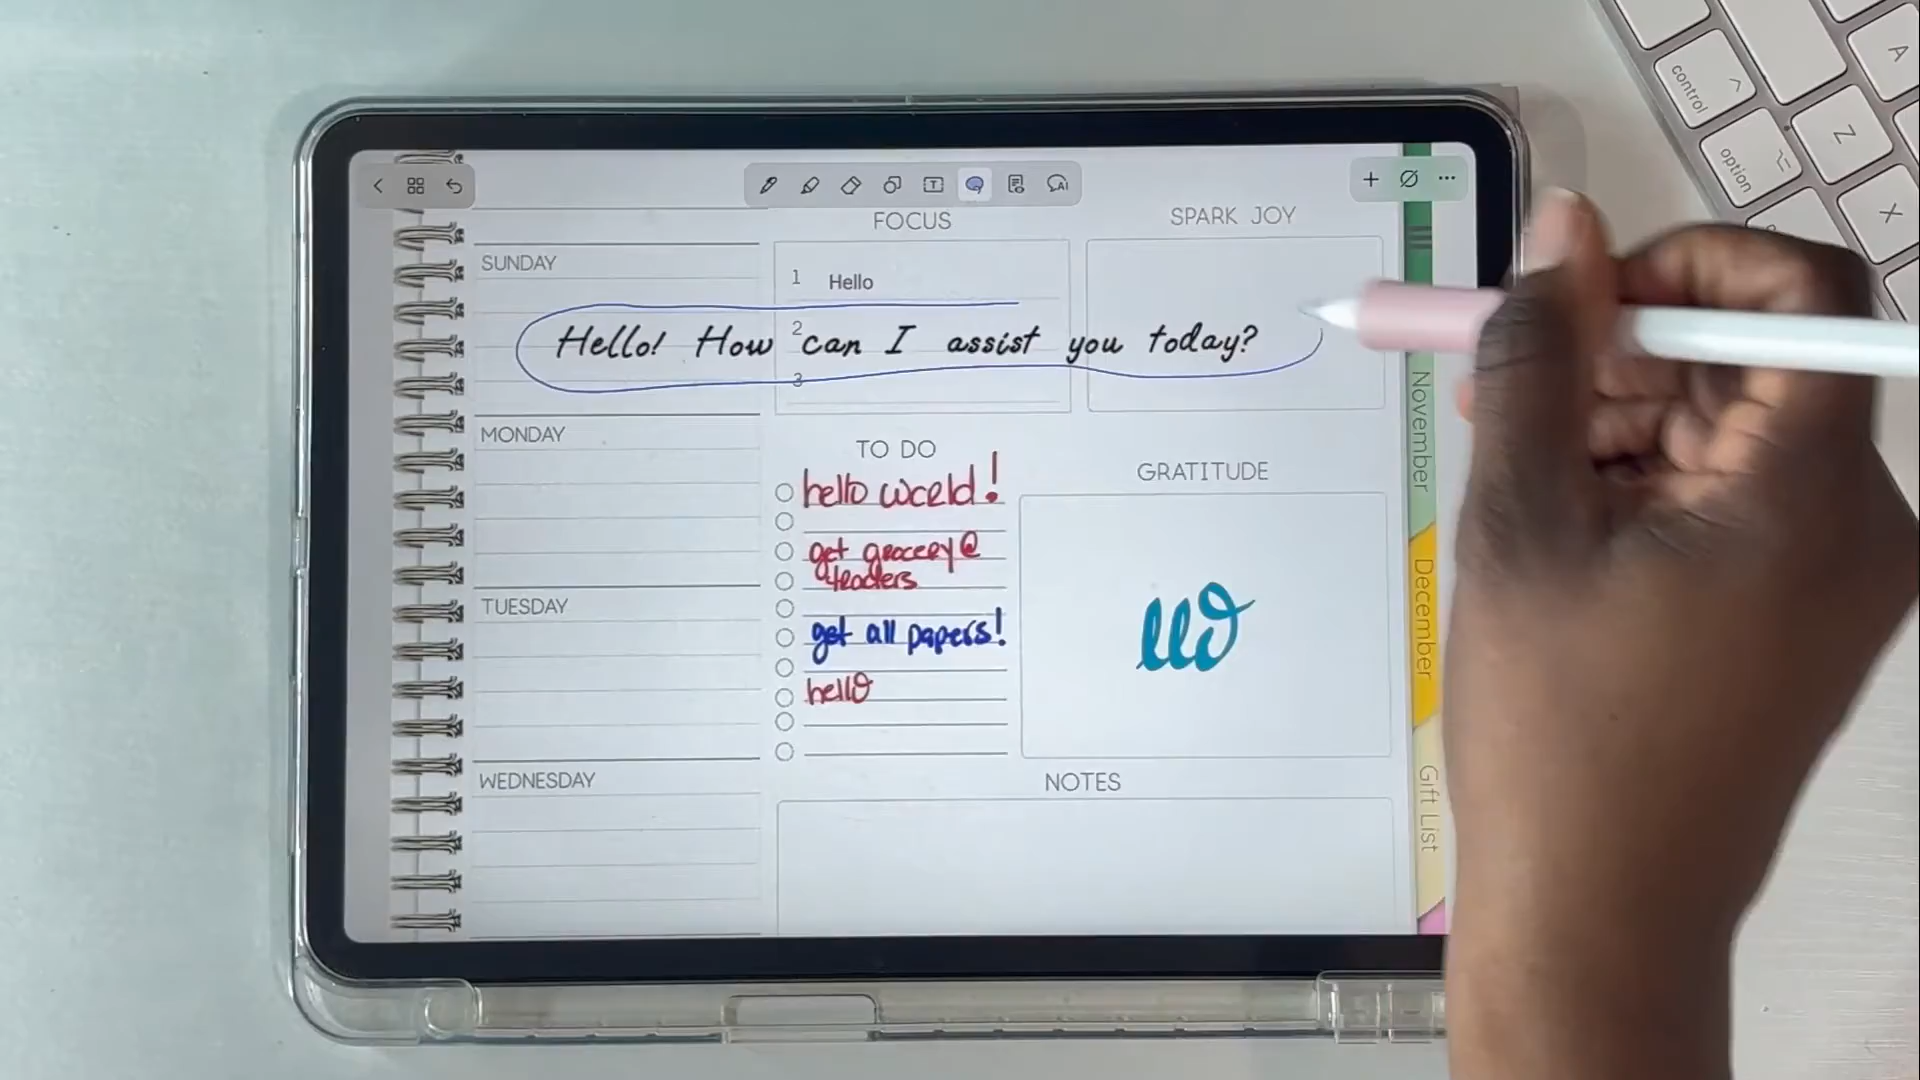 FOCUS
SPARK JOY
SUNDAY
1 Hello
2
Hello! How can I assist you today?
3
MONDAY
TO DO
hello world!
GRATITUDE
get grocery@
traders
TUESDAY
get all papers!
hello
WEDNESDAY
NOTES
November
December
Gift List
T
AI
control
option
A
Z
X